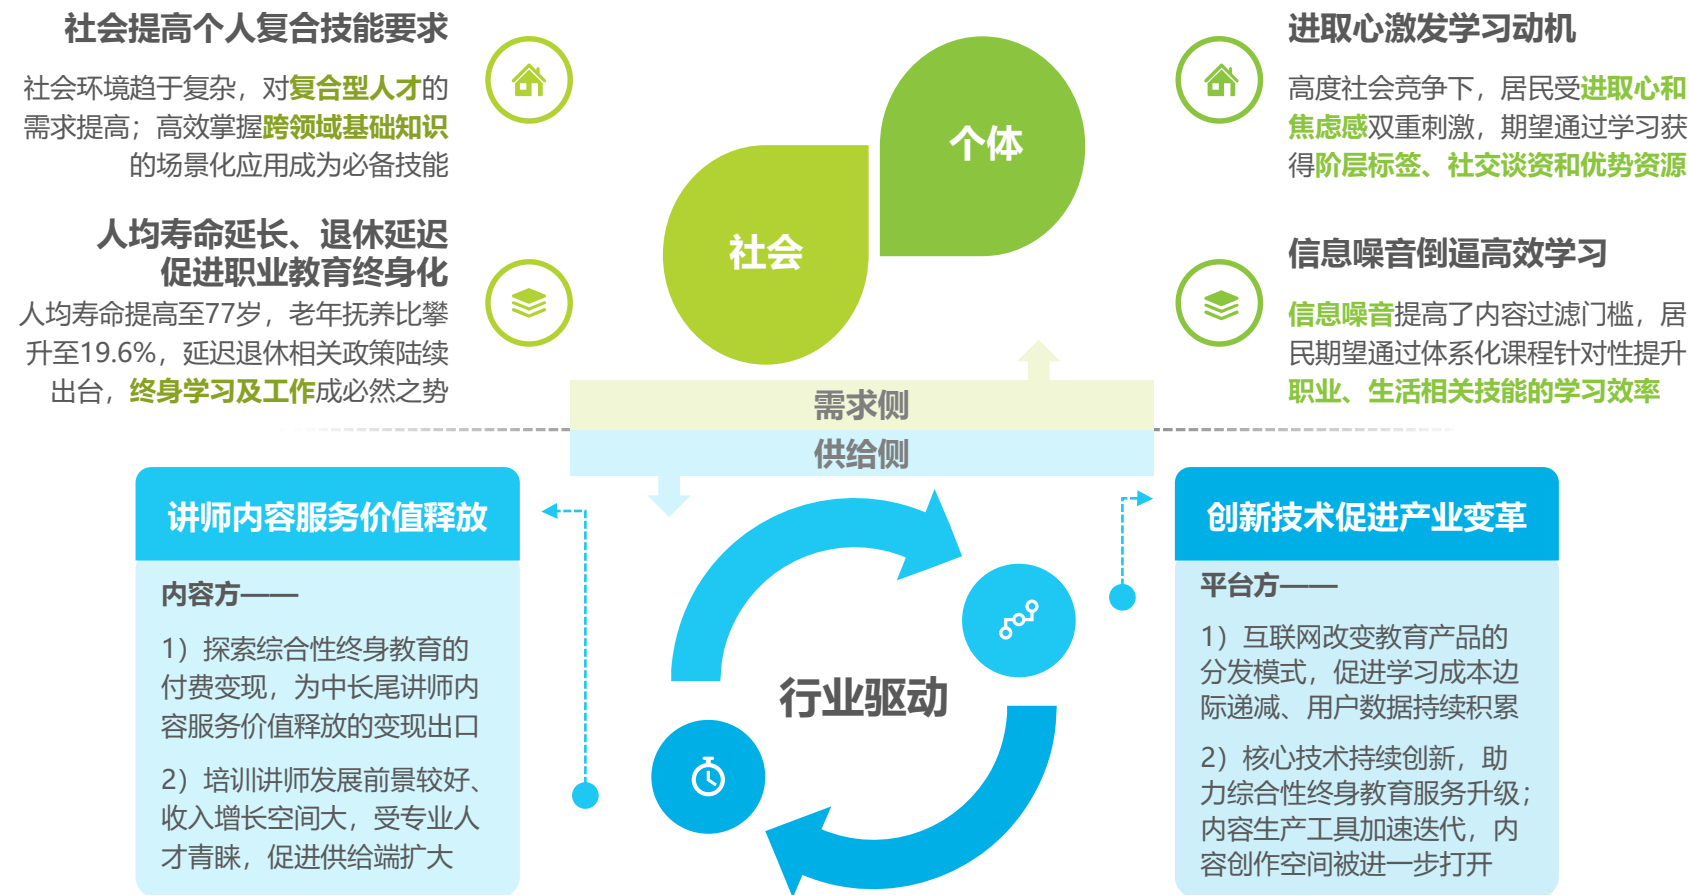 社会提高个人复合技能要求
社会环境趋于复杂，对复合型人才的
需求提高；高效掌握跨领域基础知识
的场景化应用成为必备技能
人均寿命延长、退休延迟
促进职业教育终身化
人均寿命提高至77岁，老年抚养比攀
升至19.6%，延迟退休相关政策陆续
出台，终身学习及工作成必然之势
个体
社会
进取心激发学习动机
高度社会竞争下，居民受进取心和
焦虑感双重刺激，期望通过学习获
得阶层标签、社交谈资和优势资源
信息噪音倒逼高效学习
信息噪音提高了内容过滤门槛，居
民期望通过体系化课程针对性提升
职业、生活相关技能的学习效率
需求侧
供给侧
讲师内容服务价值释放
内容方——
1）探索综合性终身教育的
付费变现，为中长尾讲师内
容服务价值释放的变现出口
2）培训讲师发展前景较好、
收入增长空间大，受专业人
才青睐，促进供给端扩大
行业驱动
创新技术促进产业变革
平台方——
1）互联网改变教育产品的
分发模式，促进学习成本边
际递减、用户数据持续积累
2）核心技术持续创新，助
力综合性终身教育服务升级；
内容生产工具加速迭代，内
容创作空间被进一步打开